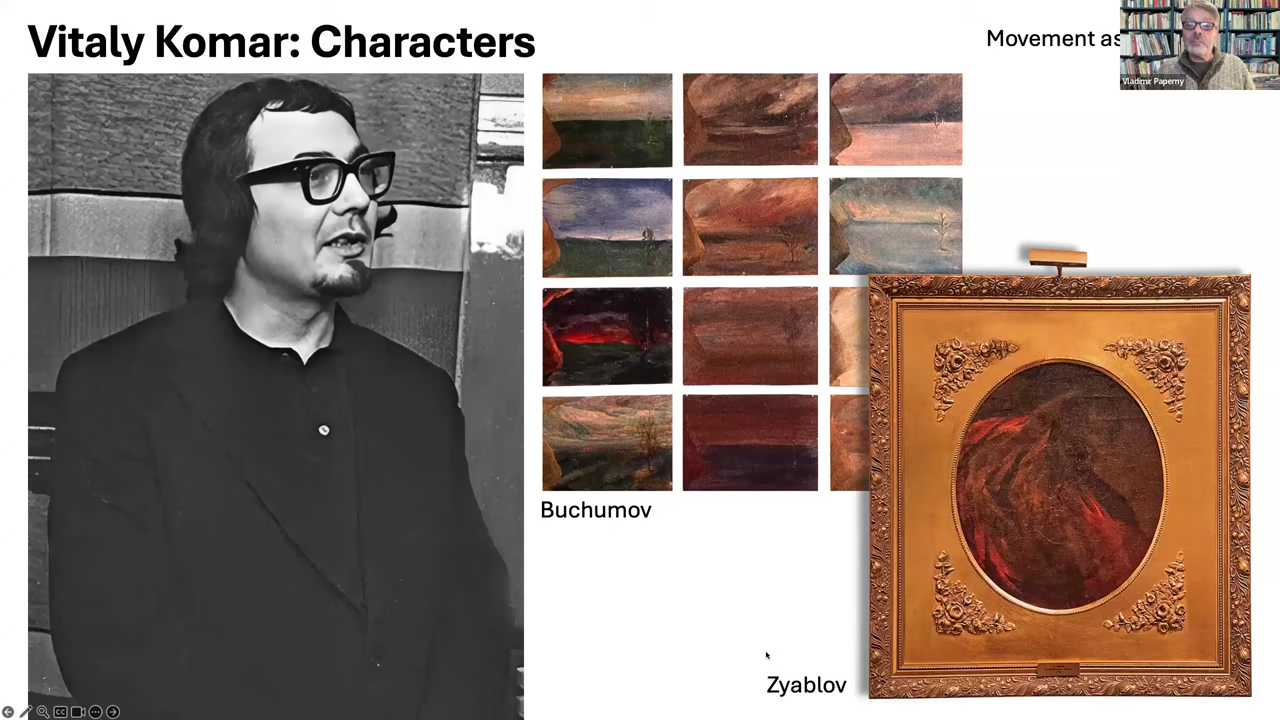 Vitaly Komar: Characters
Movement as
Vladimir Paperny
Buchumov
Zyablov